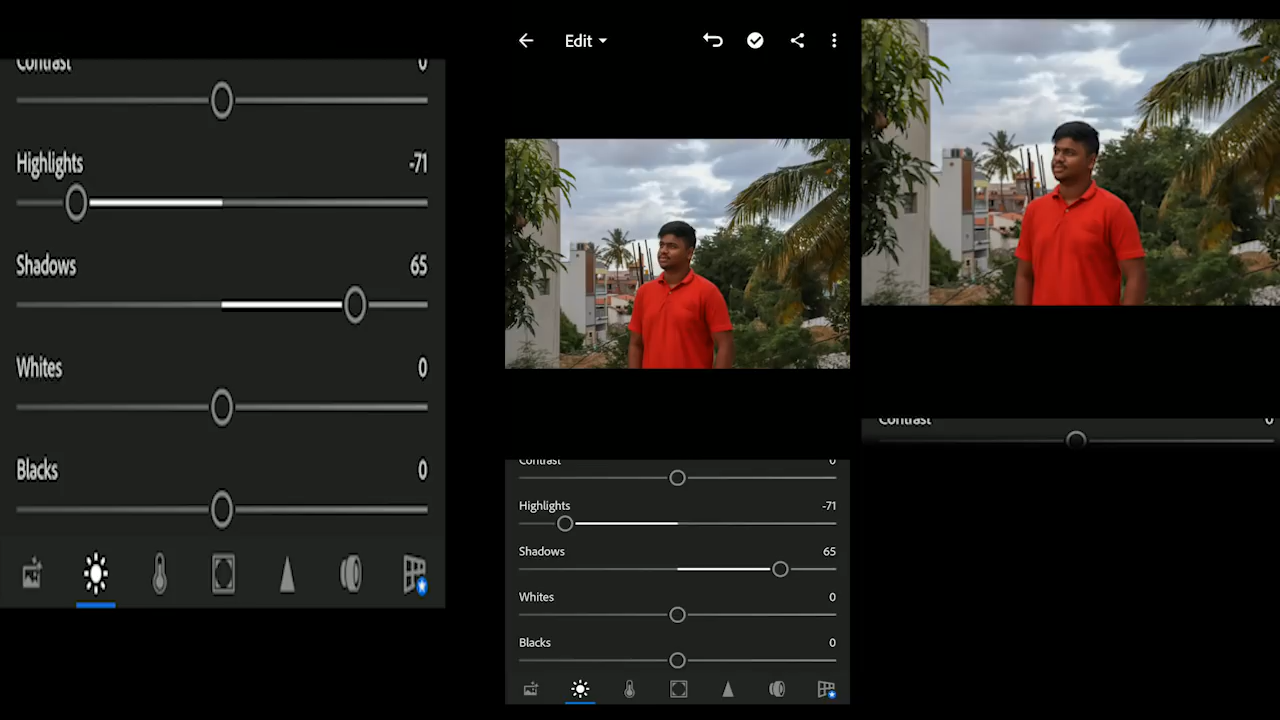 Contrast 0
Highlights -71
Shadows 65
Whites 0
Blacks 0
Edit
Contrast 0
Highlights -71
Shadows 65
Whites 0
Blacks 0
Contrast 0